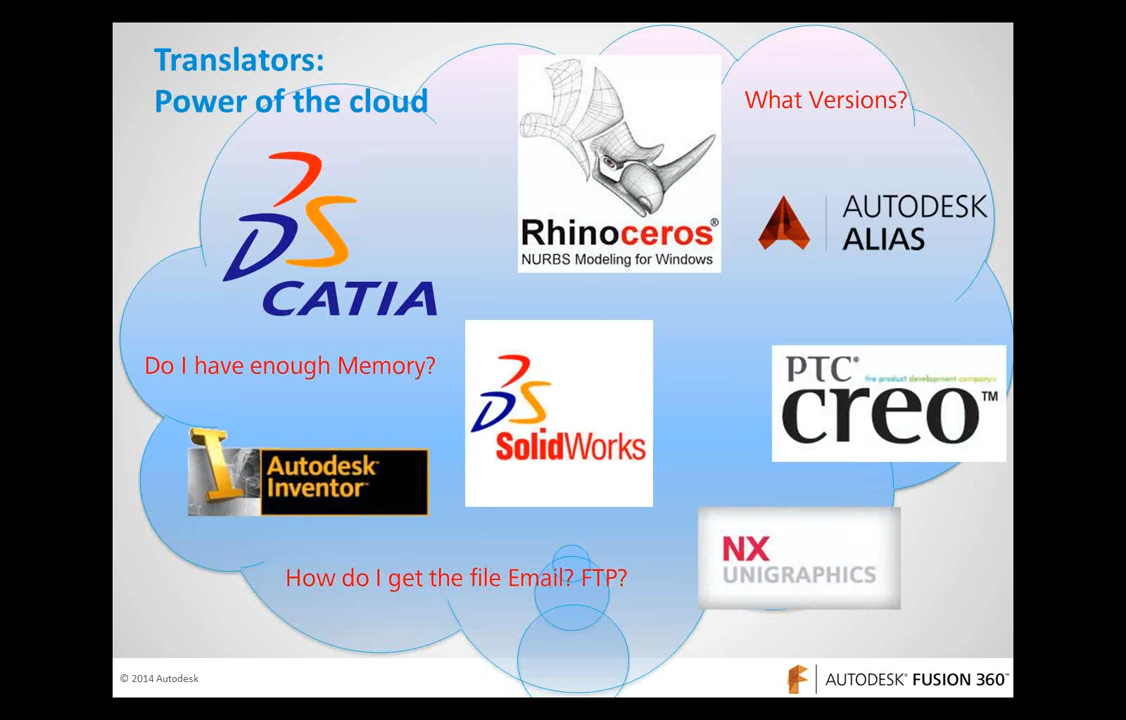 Translators:
Power of the cloud
What Versions?
Rhinoceros®
NURBS Modeling for Windows
AUTODESK
ALIAS
CATIA
Do I have enough Memory?
PTC®
the product development company®
creo™
SolidWorks
Autodesk®
Inventor™
NX
UNIGRAPHICS
How do I get the file Email? FTP?
© 2014 Autodesk
AUTODESK® FUSION 360™